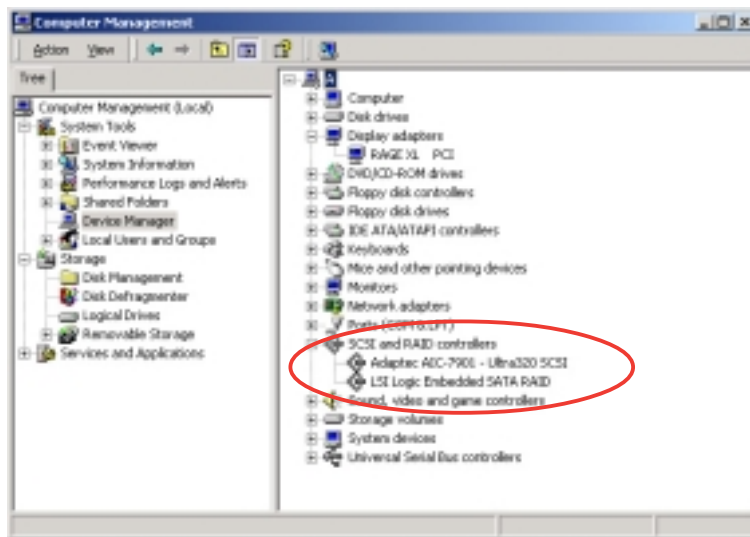 Computer Management
Action View
Tree
Computer Management (Local)
System Tools
Event Viewer
System Information
Performance Logs and Alerts
Shared Folders
Device Manager
Local Users and Groups
Storage
Disk Management
Disk Defragmenter
Logical Drives
Removable Storage
Services and Applications
Computer
Disk drives
Display adapters
RAGE XL PCI
DVD/CD-ROM drives
Floppy disk controllers
Floppy disk drives
IDE ATA/ATAPI controllers
Keyboards
Mice and other pointing devices
Monitors
Network adapters
Ports (COM & LPT)
SCSI and RAID controllers
Adaptec AIC-7901 - Ultra320 SCSI
LSI Logic Embedded SATA RAID
Sound, video and game controllers
Storage volumes
System devices
Universal Serial Bus controllers